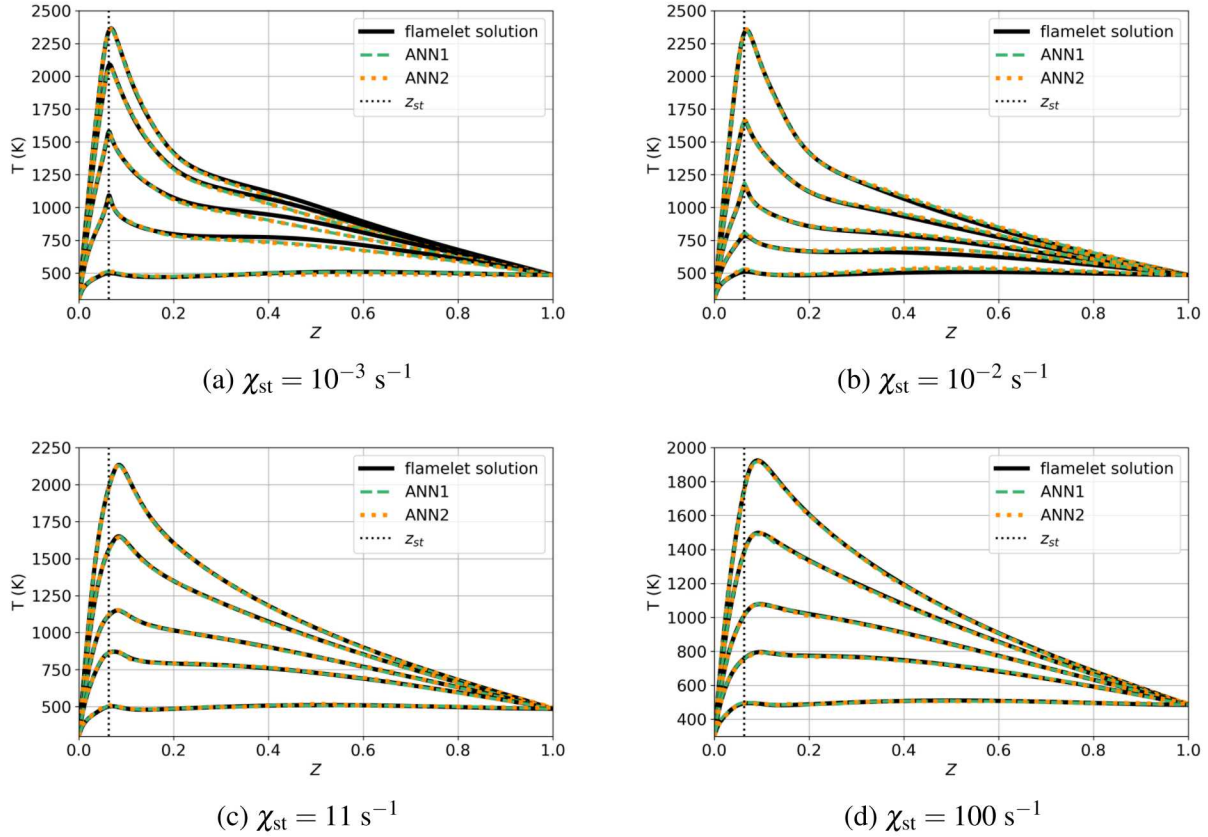 2500
2250
2000
1750
1500
1250
1000
750
500
T (K)
0.0 0.2 0.4 0.6 0.8 1.0
Z
flamelet solution
ANN1
ANN2
z_st
(a) χ_st = 10⁻³ s⁻¹
2500
2250
2000
1750
1500
1250
1000
750
500
T (K)
0.0 0.2 0.4 0.6 0.8 1.0
Z
flamelet solution
ANN1
ANN2
z_st
(b) χ_st = 10⁻² s⁻¹
2250
2000
1750
1500
1250
1000
750
500
T (K)
0.0 0.2 0.4 0.6 0.8 1.0
Z
flamelet solution
ANN1
ANN2
z_st
(c) χ_st = 11 s⁻¹
2000
1800
1600
1400
1200
1000
800
600
400
T (K)
0.0 0.2 0.4 0.6 0.8 1.0
Z
flamelet solution
ANN1
ANN2
z_st
(d) χ_st = 100 s⁻¹